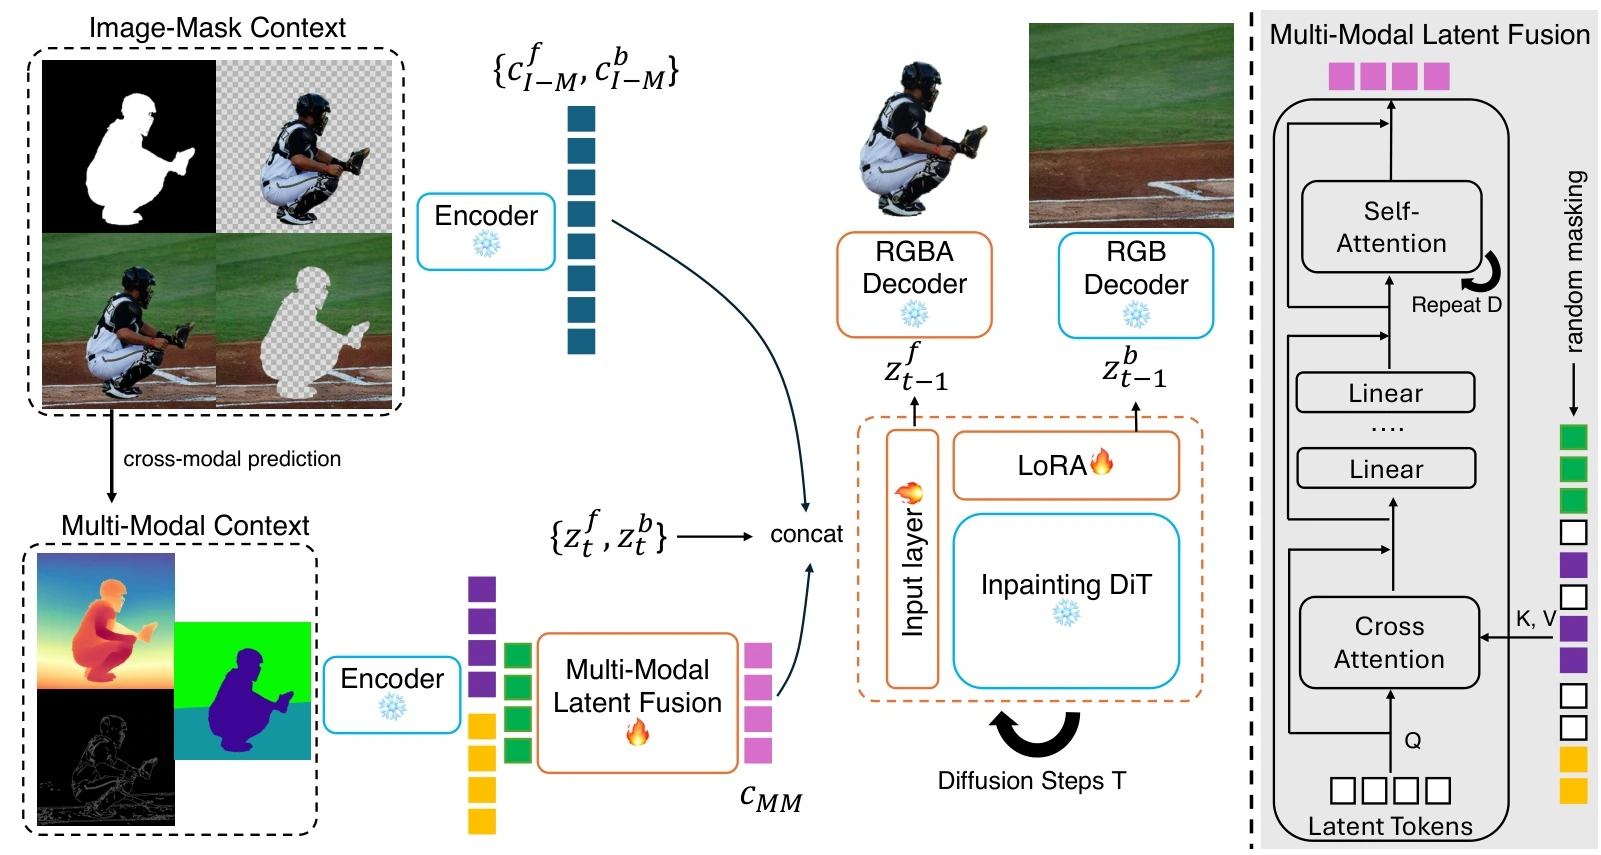 Image-Mask Context
{c^f_{I−M}, c^b_{I−M}}
Encoder
cross-modal prediction
Multi-Modal Context
Encoder
Multi-Modal
Latent Fusion
c_{MM}
{z^f_t, z^b_t}
concat
RGBA
Decoder
RGB
Decoder
z^f_{t−1}
z^b_{t−1}
Input layer
LoRA
Inpainting DiT
Diffusion Steps T
Multi-Modal Latent Fusion
Self-
Attention
Repeat D
random masking
Linear
....
Linear
K, V
Cross
Attention
Q
Latent Tokens